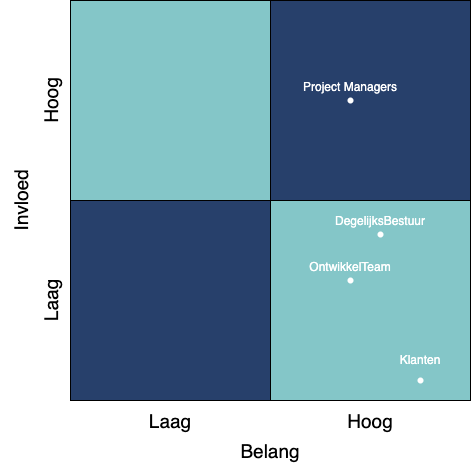 Hoog
Project Managers
Invloed
DegelijksBestuur
OntwikkelTeam
Laag
Klanten
Laag
Hoog
Belang